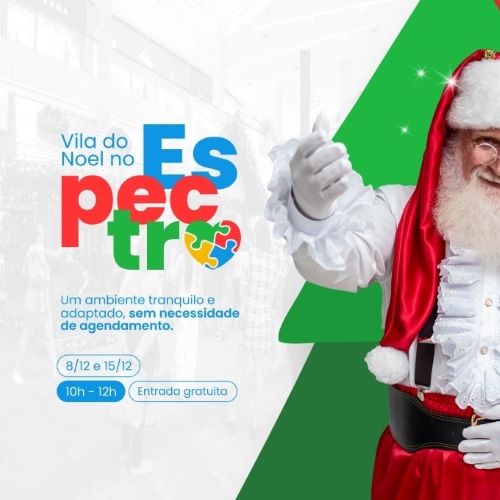 Vila do
Noel no
Es
pec
tro
Um ambiente tranquilo e
adaptado, sem necessidade
de agendamento.
8/12 e 15/12
10h - 12h
Entrada gratuita